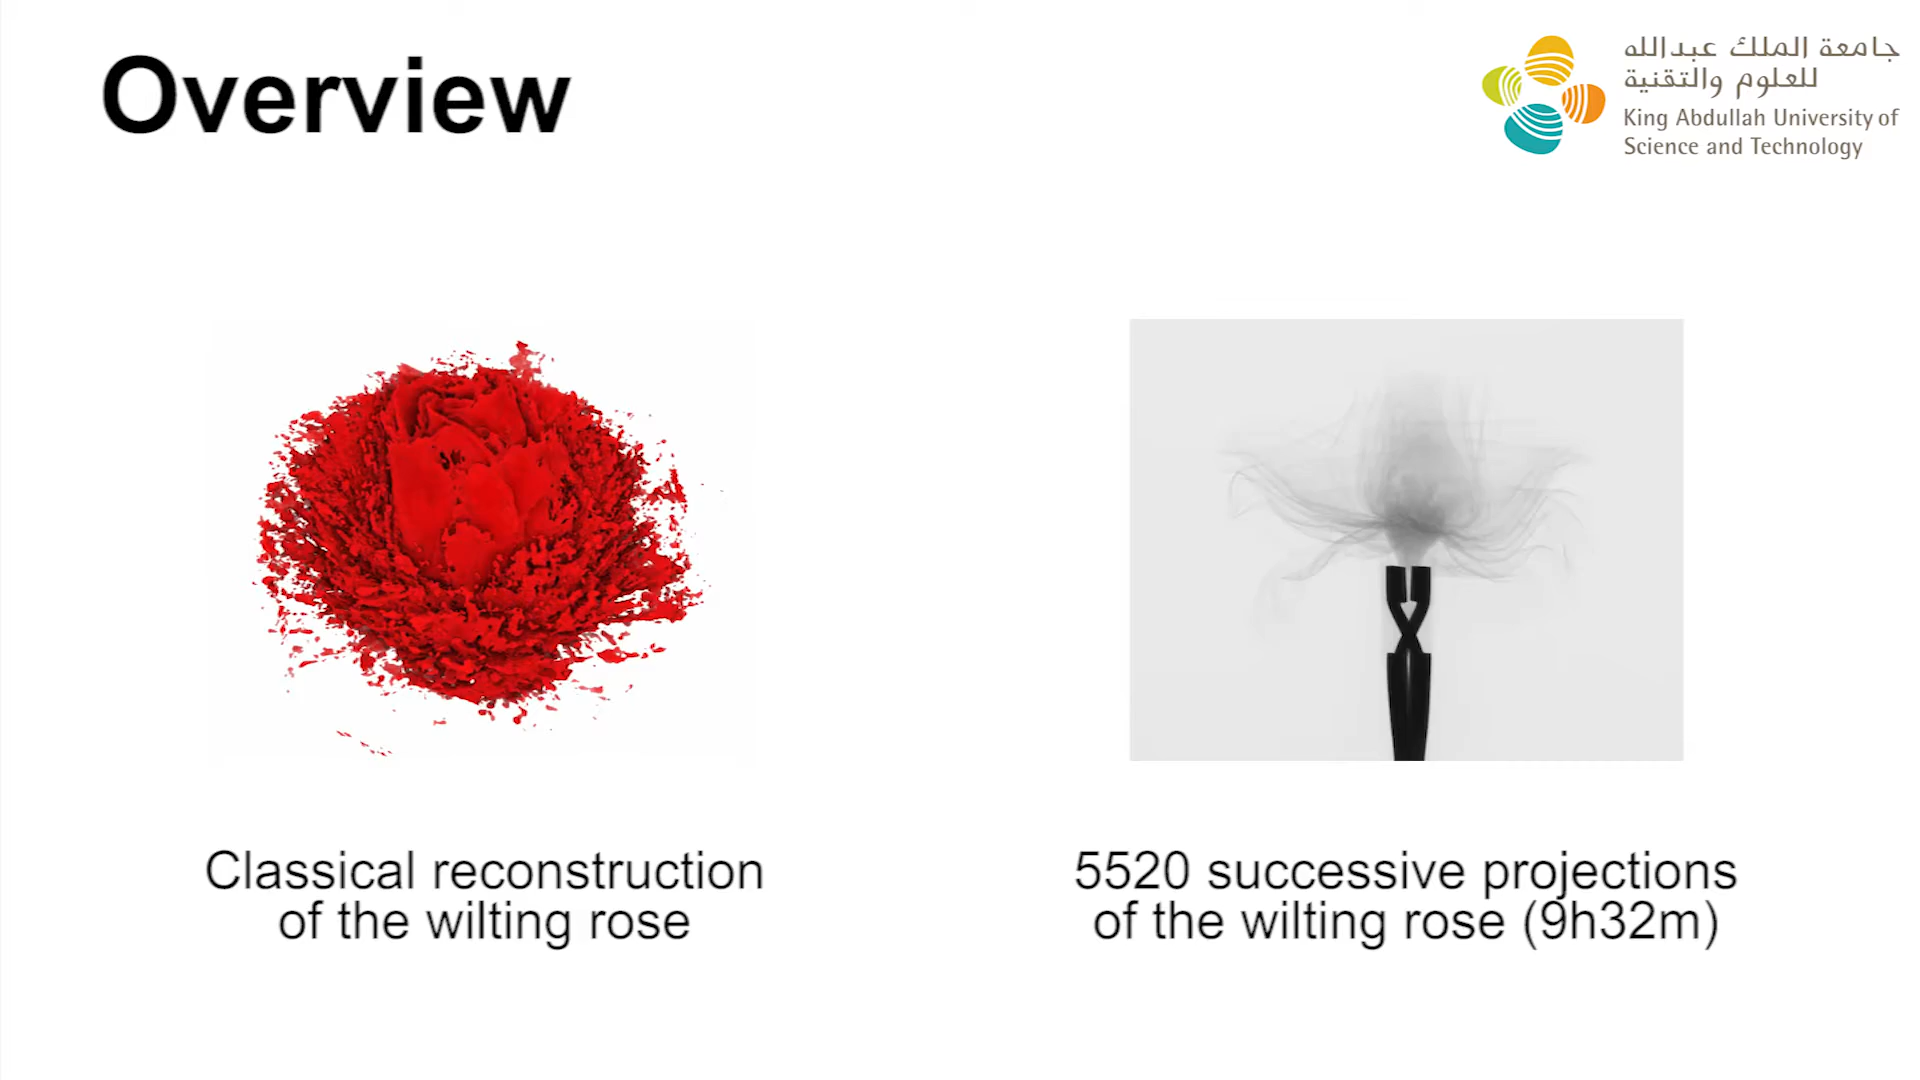 Overview
جامعة الملك عبدالله
للعلوم والتقنية
King Abdullah University of
Science and Technology
Classical reconstruction
of the wilting rose
5520 successive projections
of the wilting rose (9h32m)